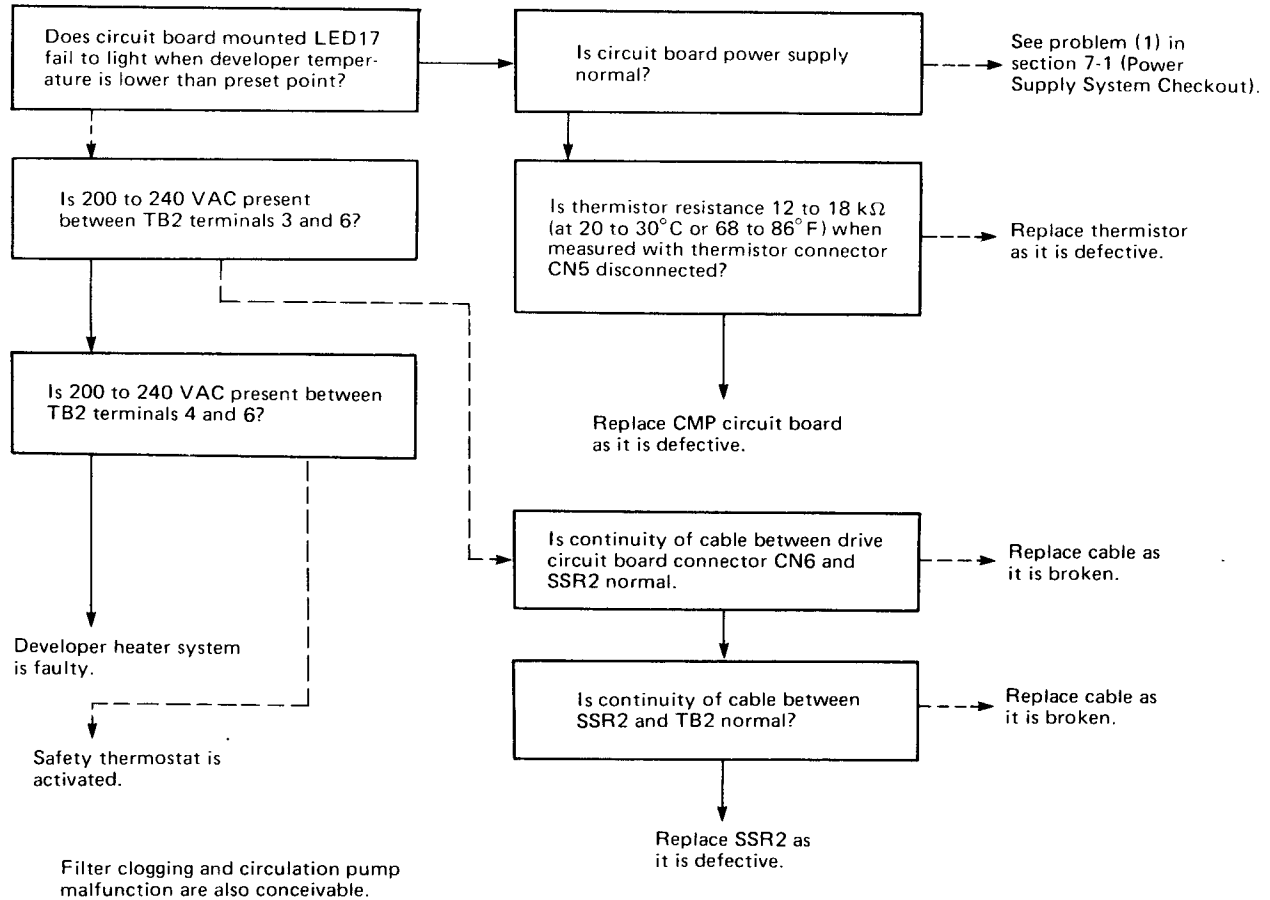 Does circuit board mounted LED17
fail to light when developer temper-
ature is lower than preset point?
Is circuit board power supply
normal?
See problem (1) in
section 7-1 (Power
Supply System Checkout).
Is 200 to 240 VAC present
between TB2 terminals 3 and 6?
Is thermistor resistance 12 to 18 kΩ
(at 20 to 30°C or 68 to 86°F) when
measured with thermistor connector
CN5 disconnected?
Replace thermistor
as it is defective.
Is 200 to 240 VAC present between
TB2 terminals 4 and 6?
Replace CMP circuit board
as it is defective.
Is continuity of cable between drive
circuit board connector CN6 and
SSR2 normal.
Replace cable as
it is broken.
Developer heater system
is faulty.
Is continuity of cable between
SSR2 and TB2 normal?
Replace cable as
it is broken.
Safety thermostat is
activated.
Replace SSR2 as
it is defective.
Filter clogging and circulation pump
malfunction are also conceivable.